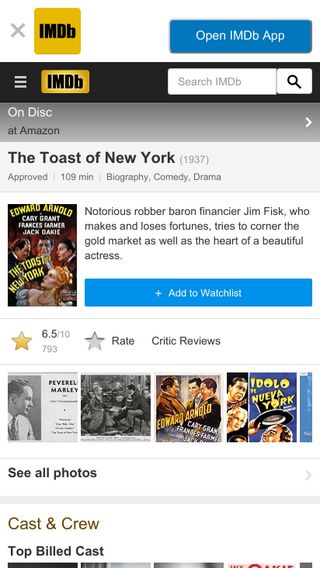 IMDb
Open IMDb App
IMDb
Search IMDb
On Disc
at Amazon
The Toast of New York (1937)
Approved | 109 min | Biography, Comedy, Drama
EDWARD ARNOLD
CARY GRANT
FRANCES FARMER
JACK OAKIE
THE TOAST OF
NEW YORK
Notorious robber baron financier Jim Fisk, who
makes and loses fortunes, tries to corner the
gold market as well as the heart of a beautiful
actress.
+ Add to Watchlist
6.5/10
793
Rate
Critic Reviews
PEVERELL
MARLEY
EDWARD ARNOLD
CARY GRANT
FRANCES FARMER
IDOLO
DE
NUEVA
YORK
See all photos
Cast & Crew
Top Billed Cast